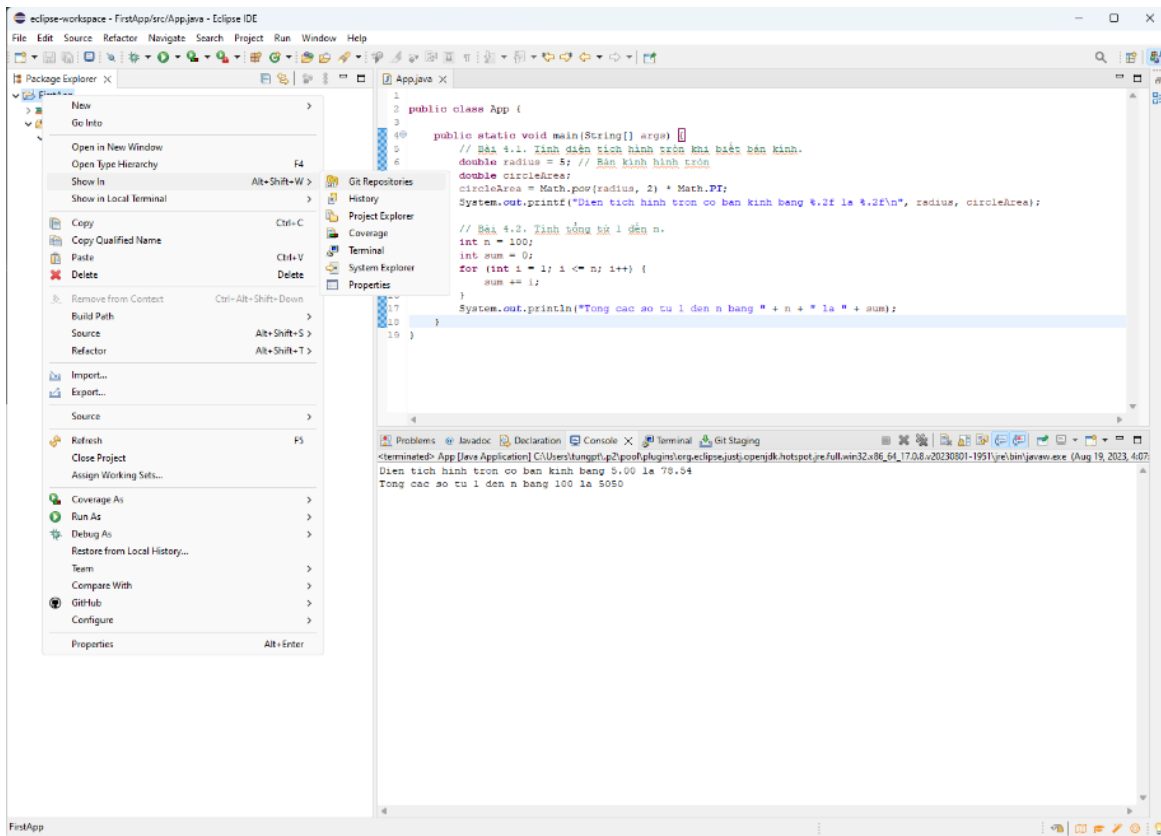 eclipse-workspace - FirstApp/src/App.java - Eclipse IDE
File Edit Source Refactor Navigate Search Project Run Window Help
Package Explorer
New
Go Into
Open in New Window
Open Type Hierarchy F4
Show In Alt+Shift+W >
Show in Local Terminal
Copy Ctrl+C
Copy Qualified Name
Paste Ctrl+V
Delete Delete
Remove from Context Ctrl+Alt+Shift+Down
Build Path
Source Alt+Shift+S >
Refactor Alt+Shift+T >
Import...
Export...
Source
Refresh F5
Close Project
Assign Working Sets...
Coverage As
Run As
Debug As
Restore from Local History...
Team
Compare With
GitHub
Configure
Properties Alt+Enter
Git Repositories
History
Project Explorer
Coverage
Terminal
System Explorer
Properties
App.java
1
2 public class App {
3
4 public static void main(String[] args) {
5 // Bài 4.1. Tính diện tích hình tròn khi biết bán kính.
6 double radius = 5; // Bán kính hình tròn
double circleArea;
circleArea = Math.pow(radius, 2) * Math.PI;
System.out.printf("Dien tich hinh tron co ban kinh bang %.2f la %.2f\n", radius, circleArea);
// Bài 4.2. Tính tổng từ 1 đến n.
int n = 100;
int sum = 0;
for (int i = 1; i <= n; i++) {
sum += i;
}
17 System.out.println("Tong cac so tu 1 den n bang " + n + " la " + sum);
18 }
19 }
Problems Javadoc Declaration Console Terminal Git Staging
<terminated> App [Java Application] C:\Users\tungpt\.p2\pool\plugins\org.eclipse.justj.openjdk.hotspot.jre.full.win32.x86_64_17.0.8.v20230801-1951\jre\bin\javaw.exe (Aug 19, 2023, 4:07:
Dien tich hinh tron co ban kinh bang 5.00 la 78.54
Tong cac so tu 1 den n bang 100 la 5050
FirstApp